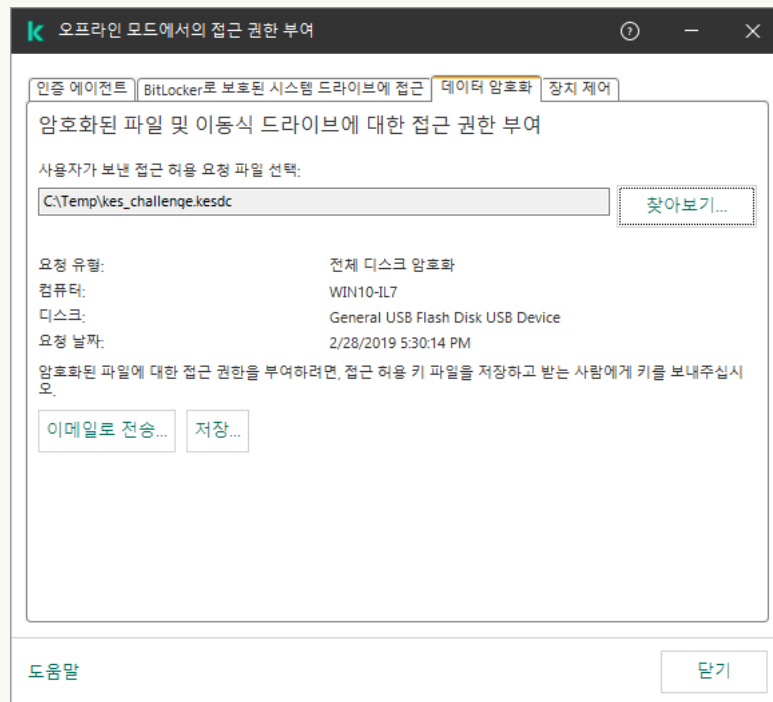 오프라인 모드에서의 접근 권한 부여
인증 에이전트 BitLocker로 보호된 시스템 드라이브에 접근 데이터 암호화 장치 제어
암호화된 파일 및 이동식 드라이브에 대한 접근 권한 부여
사용자가 보낸 접근 허용 요청 파일 선택:
C:\Temp\kes_challenge.kesdc 찾아보기...
요청 유형: 전체 디스크 암호화
컴퓨터: WIN10-IL7
디스크: General USB Flash Disk USB Device
요청 날짜: 2/28/2019 5:30:14 PM
암호화된 파일에 대한 접근 권한을 부여하려면, 접근 허용 키 파일을 저장하고 받는 사람에게 키를 보내주십시
오.
이메일로 전송... 저장...
도움말 닫기